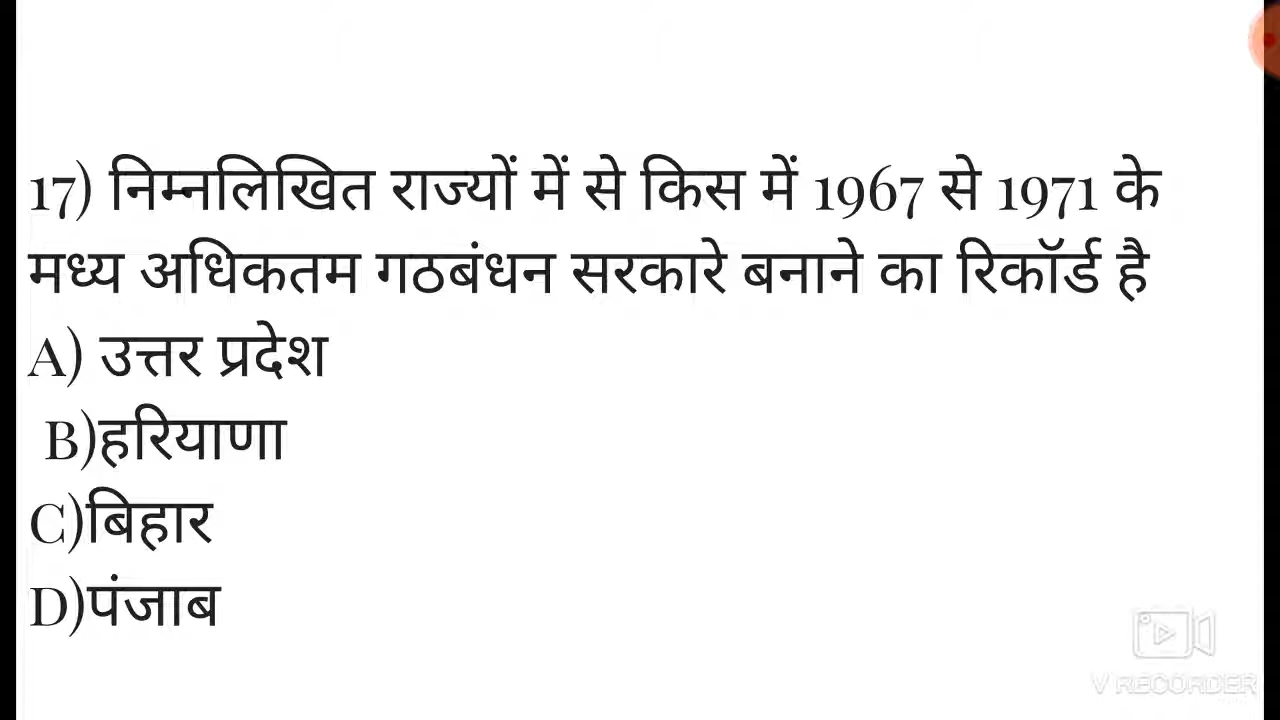 17) निम्नलिखित राज्यों में से किस में 1967 से 1971 के
मध्य अधिकतम गठबंधन सरकारे बनाने का रिकॉर्ड है
A) उत्तर प्रदेश
B)हरियाणा
C)बिहार
D)पंजाब
V RECORDER